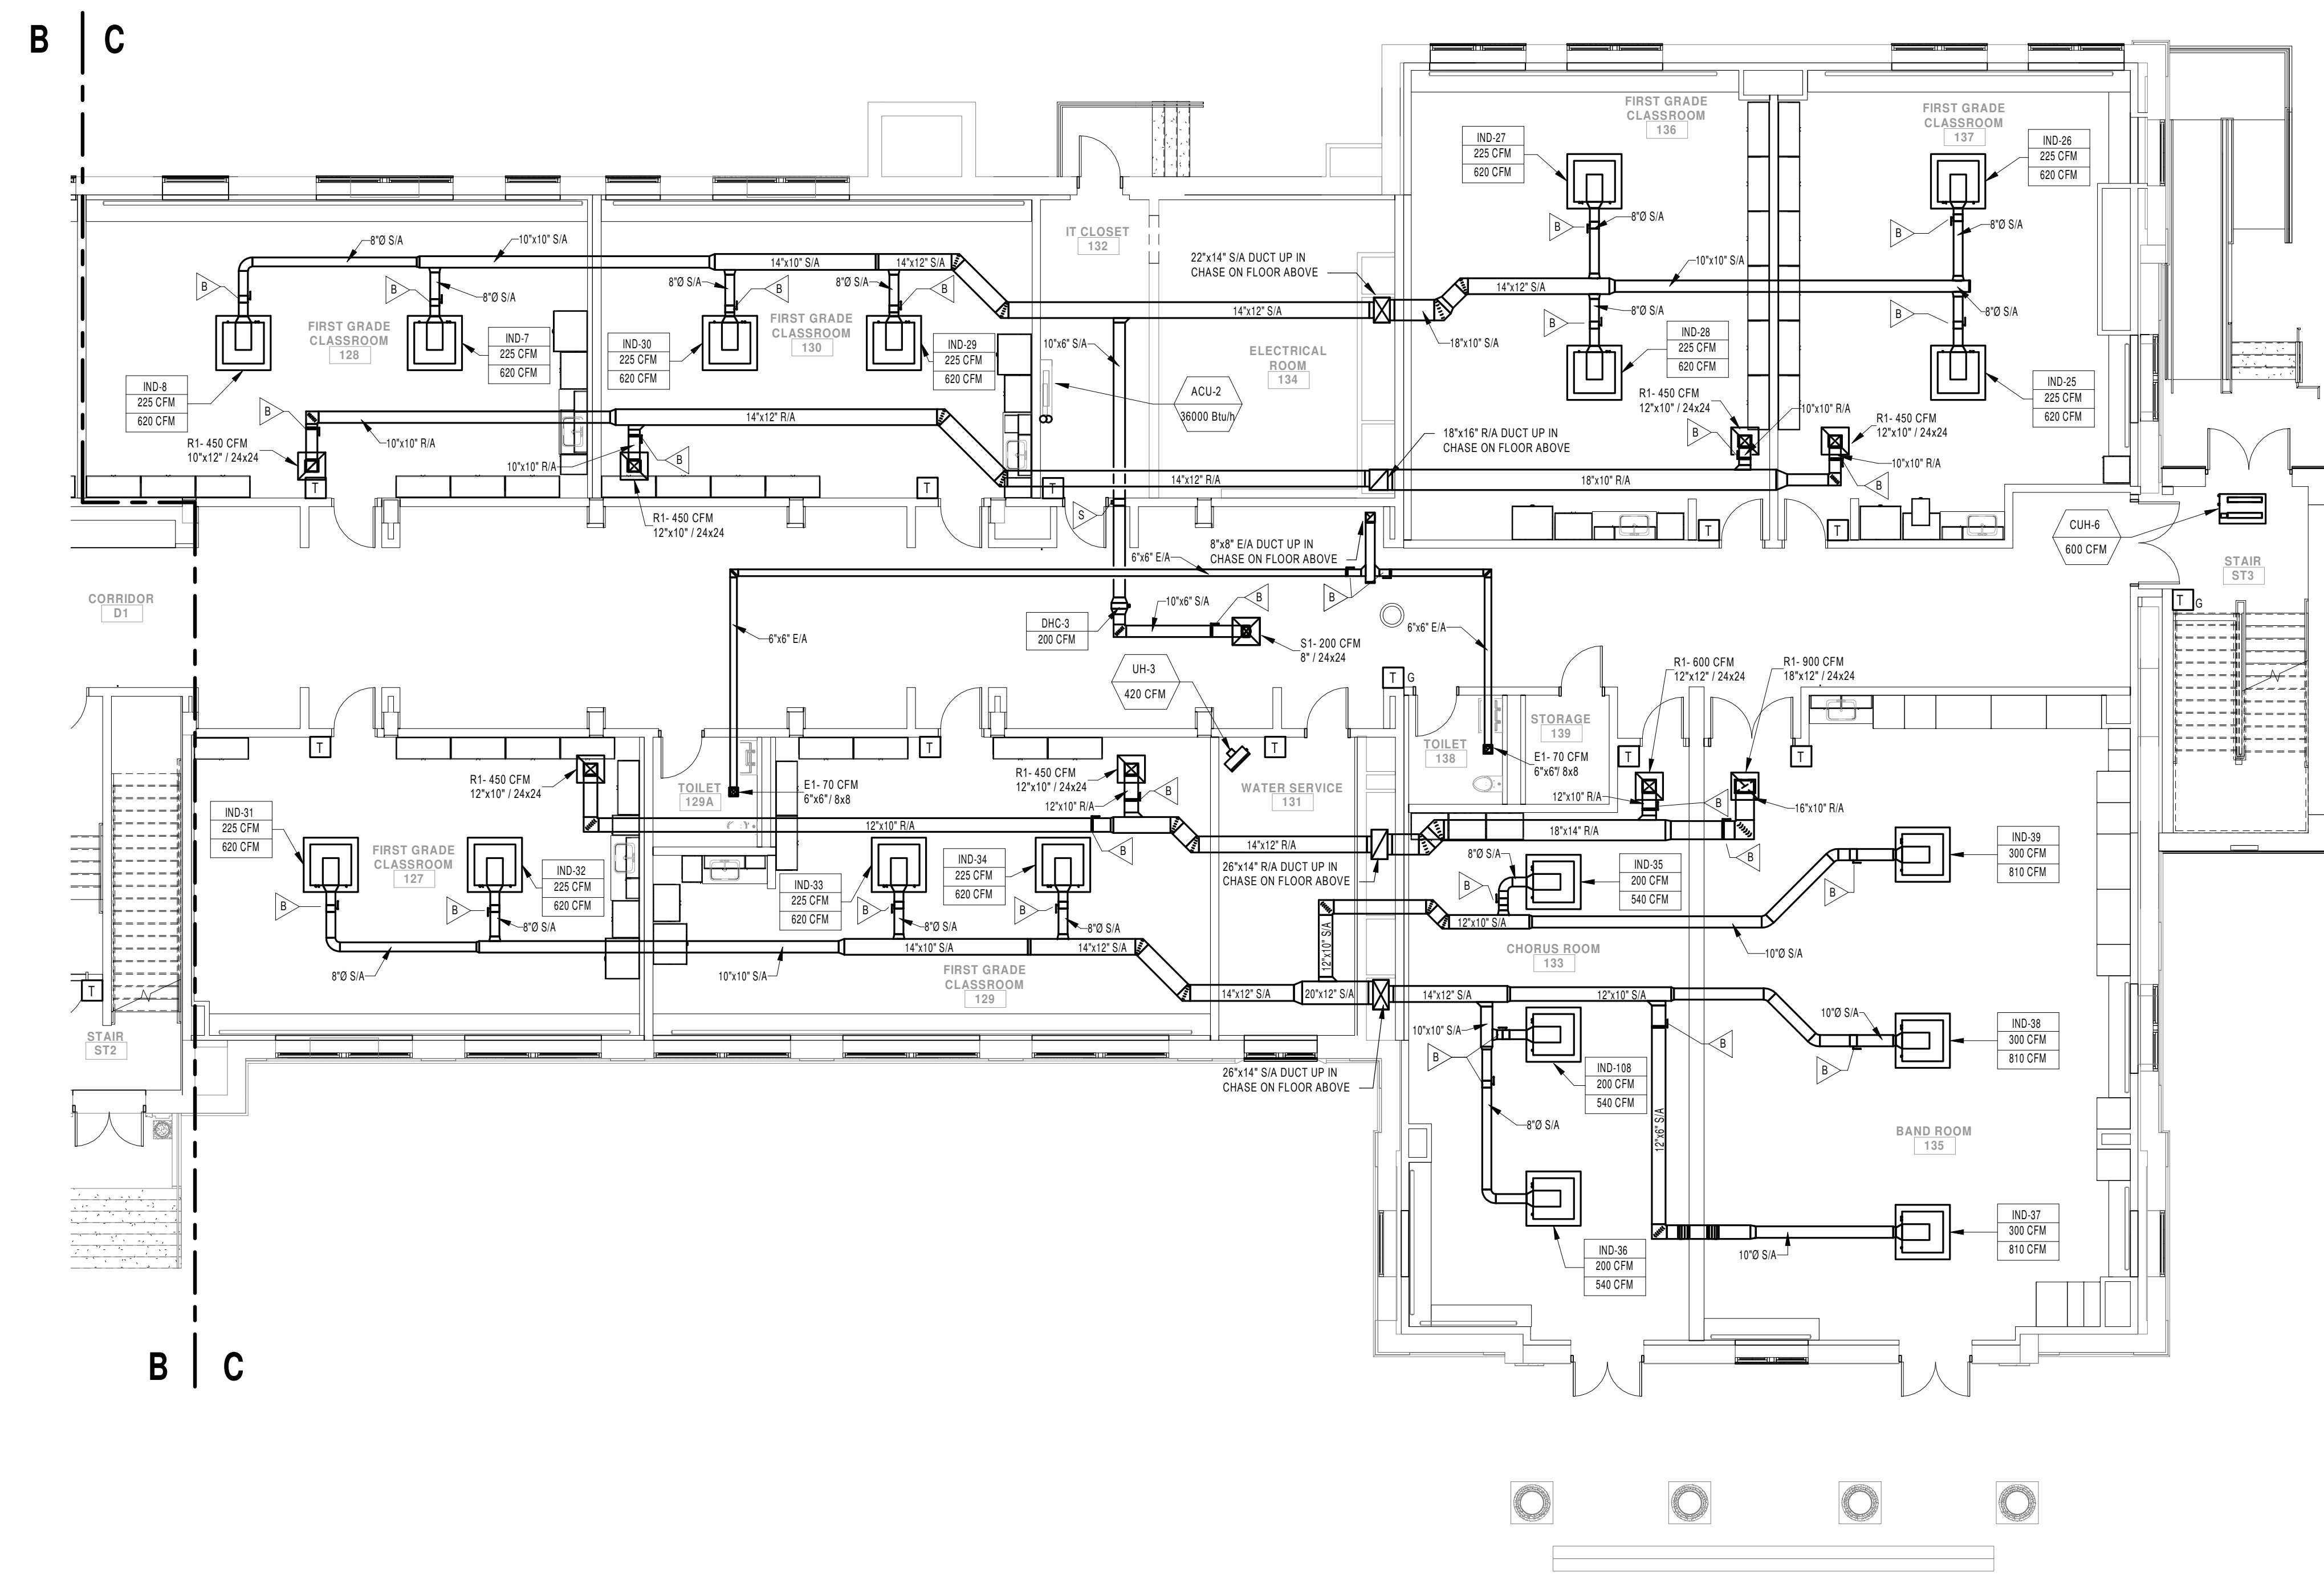 B
C
FIRST GRADE
CLASSROOM
136
FIRST GRADE
CLASSROOM
137
IND-27
225 CFM
620 CFM
IND-26
225 CFM
620 CFM
B
8"Ø S/A
B
8"Ø S/A
IT CLOSET
132
8"Ø S/A
10"x10" S/A
14"x10" S/A
14"x12" S/A
22"x14" S/A DUCT UP IN
CHASE ON FLOOR ABOVE
10"x10" S/A
14"x12" S/A
B
B
8"Ø S/A
8"Ø S/A
B
8"Ø S/A
B
14"x12" S/A
8"Ø S/A
8"Ø S/A
B
B
18"x10" S/A
FIRST GRADE
CLASSROOM
128
IND-7
225 CFM
620 CFM
IND-30
225 CFM
620 CFM
FIRST GRADE
CLASSROOM
130
IND-29
225 CFM
620 CFM
10"x6" S/A
ELECTRICAL
ROOM
134
IND-28
225 CFM
620 CFM
IND-8
225 CFM
620 CFM
ACU-2
36000 Btu/h
IND-25
225 CFM
620 CFM
B
10"x10" R/A
14"x12" R/A
R1- 450 CFM
10"x12" / 24x24
10"x10" R/A
B
R1- 450 CFM
12"x10" / 24x24
R1- 450 CFM
12"x10" / 24x24
10"x10" R/A
B
R1- 450 CFM
12"x10" / 24x24
10"x10" R/A
B
18"x16" R/A DUCT UP IN
CHASE ON FLOOR ABOVE
14"x12" R/A
18"x10" R/A
T
T
T
S
T
T
8"x8" E/A DUCT UP IN
CHASE ON FLOOR ABOVE
6"x6" E/A
CUH-6
600 CFM
STAIR
ST3
T
G
CORRIDOR
D1
6"x6" E/A
DHC-3
200 CFM
10"x6" S/A
B
B
S1- 200 CFM
8" / 24x24
6"x6" E/A
UH-3
420 CFM
T
G
R1- 600 CFM
12"x12" / 24x24
R1- 900 CFM
18"x12" / 24x24
STORAGE
139
TOILET
138
E1- 70 CFM
6"x6"/ 8x8
T
T
T
T
T
R1- 450 CFM
12"x10" / 24x24
TOILET
129A
E1- 70 CFM
6"x6"/ 8x8
R1- 450 CFM
12"x10" / 24x24
12"x10" R/A
B
WATER SERVICE
131
12"x10" R/A
B
16"x10" R/A
12"x10" R/A
14"x12" R/A
B
18"x14" R/A
B
IND-31
225 CFM
620 CFM
FIRST GRADE
CLASSROOM
127
IND-32
225 CFM
620 CFM
IND-33
225 CFM
620 CFM
IND-34
225 CFM
620 CFM
26"x14" R/A DUCT UP IN
CHASE ON FLOOR ABOVE
8"Ø S/A
B
IND-35
200 CFM
540 CFM
IND-39
300 CFM
810 CFM
B
B
B
8"Ø S/A
B
8"Ø S/A
B
8"Ø S/A
8"Ø S/A
10"x10" S/A
14"x10" S/A
14"x12" S/A
12"x10" S/A
12"x10" S/A
10"Ø S/A
CHORUS ROOM
133
FIRST GRADE
CLASSROOM
129
14"x12" S/A
20"x12" S/A
14"x12" S/A
12"x10" S/A
T
STAIR
ST2
26"x14" S/A DUCT UP IN
CHASE ON FLOOR ABOVE
10"x10" S/A
B
B
10"Ø S/A
B
IND-38
300 CFM
810 CFM
IND-108
200 CFM
540 CFM
8"Ø S/A
12"x6" S/A
BAND ROOM
135
IND-36
200 CFM
540 CFM
10"Ø S/A
IND-37
300 CFM
810 CFM
B
C